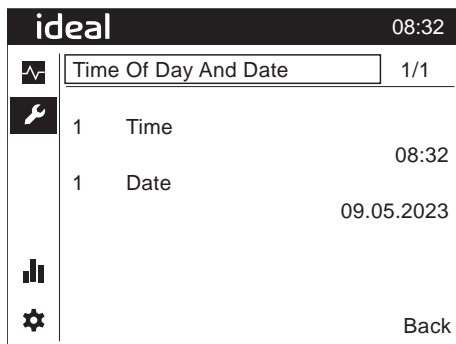 ideal 08:32
Time Of Day And Date 1/1
1 Time
08:32
1 Date
09.05.2023
Back